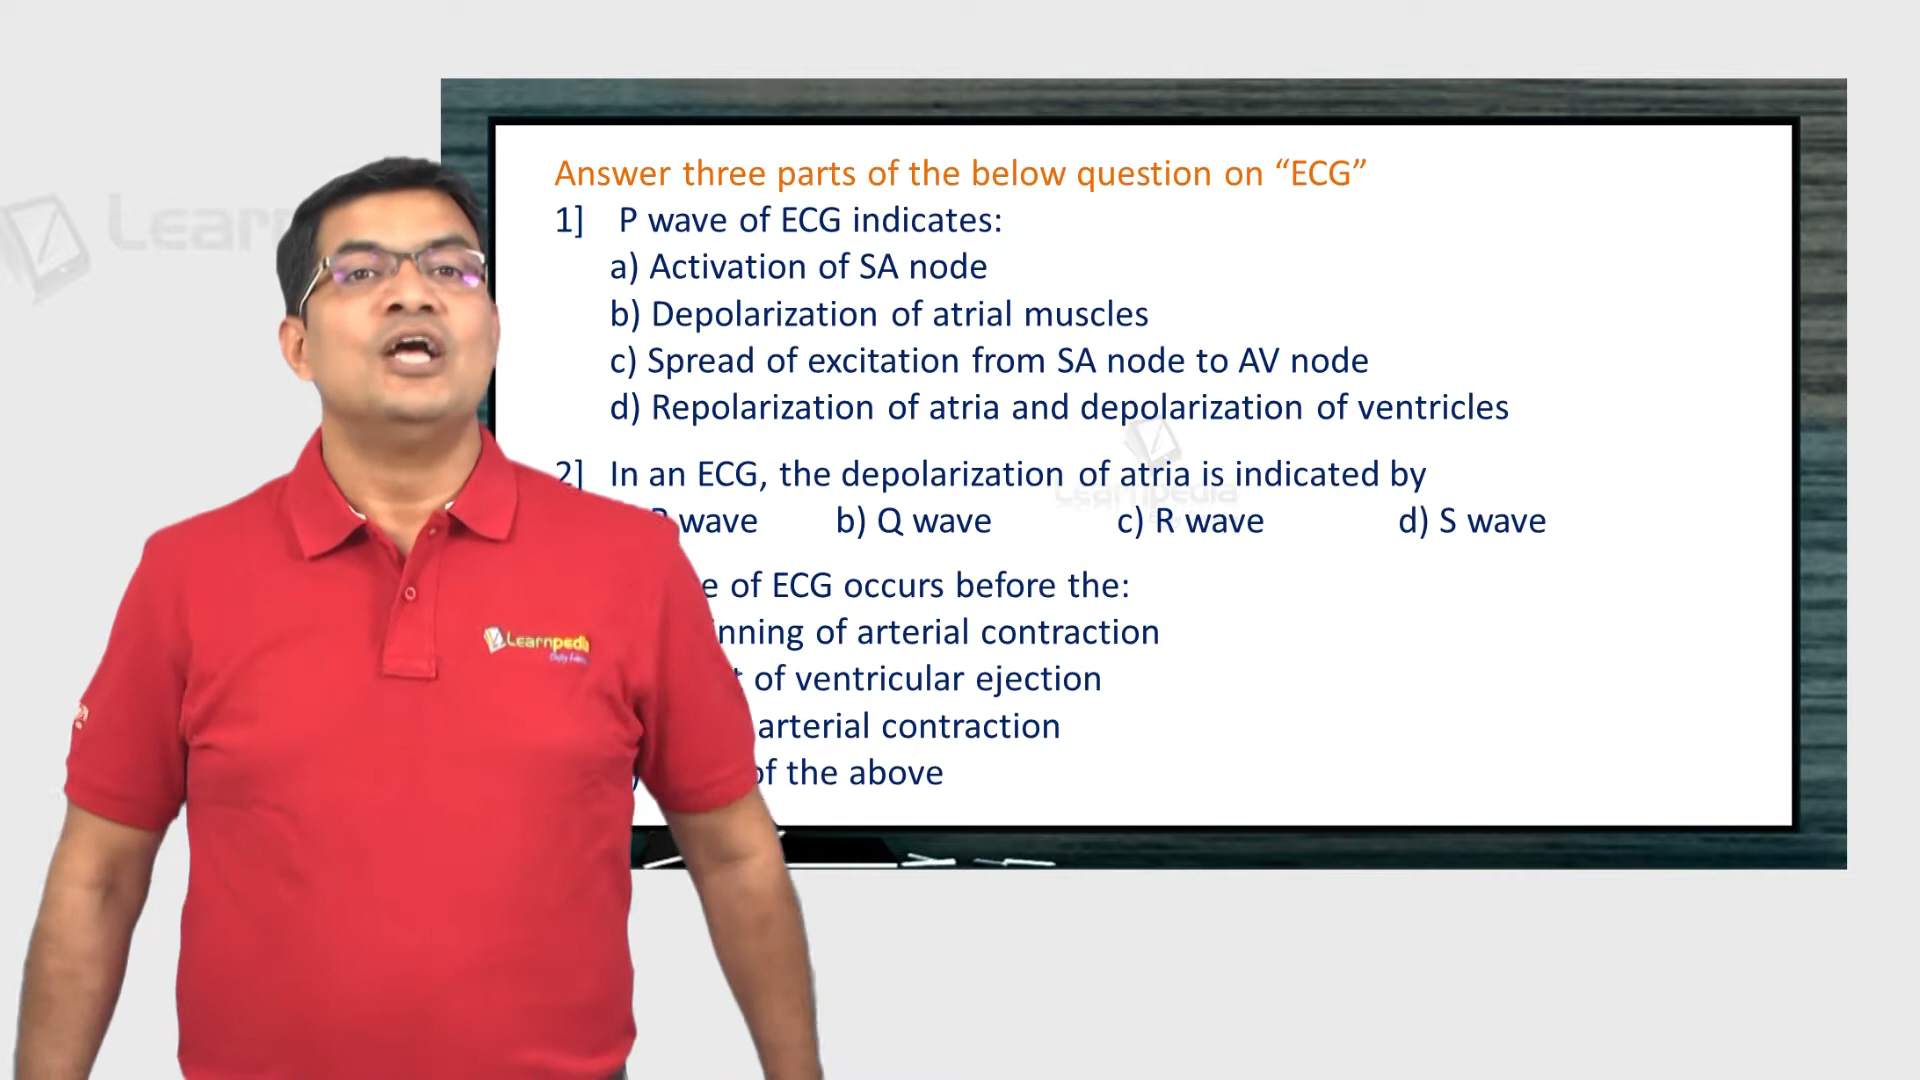 Answer three parts of the below question on “ECG”
1] P wave of ECG indicates:
a) Activation of SA node
b) Depolarization of atrial muscles
c) Spread of excitation from SA node to AV node
d) Repolarization of atria and depolarization of ventricles
2] In an ECG, the depolarization of atria is indicated by
wave b) Q wave c) R wave d) S wave
of ECG occurs before the:
of arterial contraction
of ventricular ejection
arterial contraction
of the above
Learnpedia
Learnpedia